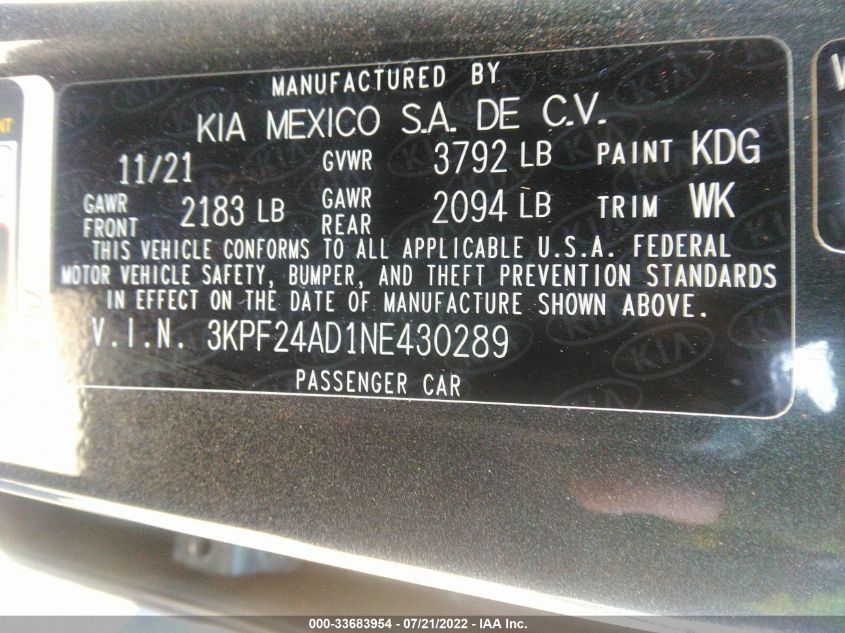 MANUFACTURED BY
KIA MEXICO S.A. DE C.V.
11/21 GVWR 3792 LB PAINT KDG
GAWR FRONT 2183 LB GAWR REAR 2094 LB TRIM WK
THIS VEHICLE CONFORMS TO ALL APPLICABLE U.S.A. FEDERAL
MOTOR VEHICLE SAFETY, BUMPER, AND THEFT PREVENTION STANDARDS
IN EFFECT ON THE DATE OF MANUFACTURE SHOWN ABOVE.
V.I.N. 3KPF24AD1NE430289
PASSENGER CAR
000-33683954 - 07/21/2022 - IAA Inc.